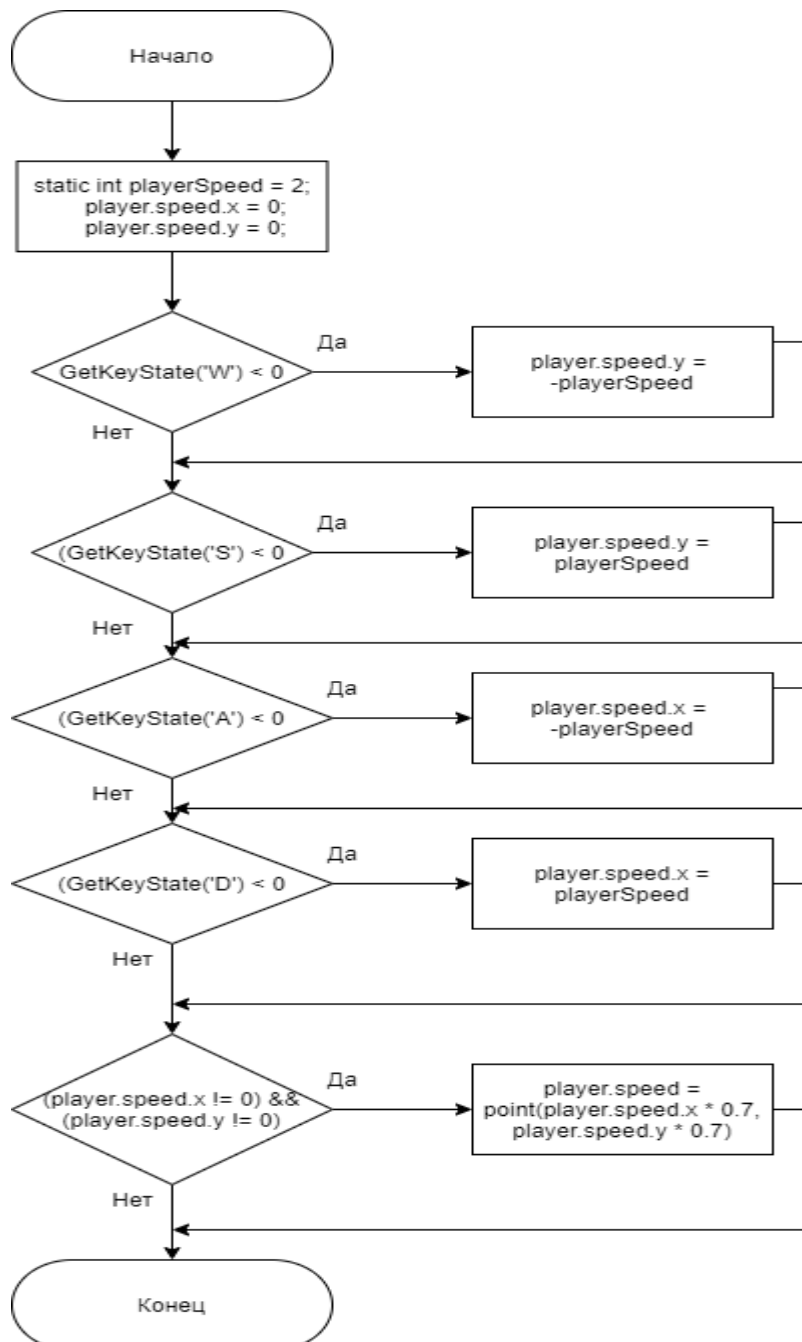 Начало
static int playerSpeed = 2;
player.speed.x = 0;
player.speed.y = 0;
GetKeyState('W') < 0
Да
player.speed.y =
-playerSpeed
Нет
(GetKeyState('S') < 0
Да
player.speed.y =
playerSpeed
Нет
(GetKeyState('A') < 0
Да
player.speed.x =
-playerSpeed
Нет
(GetKeyState('D') < 0
Да
player.speed.x =
playerSpeed
Нет
(player.speed.x != 0) &&
(player.speed.y != 0)
Да
player.speed =
point(player.speed.x * 0.7,
player.speed.y * 0.7)
Нет
Конец